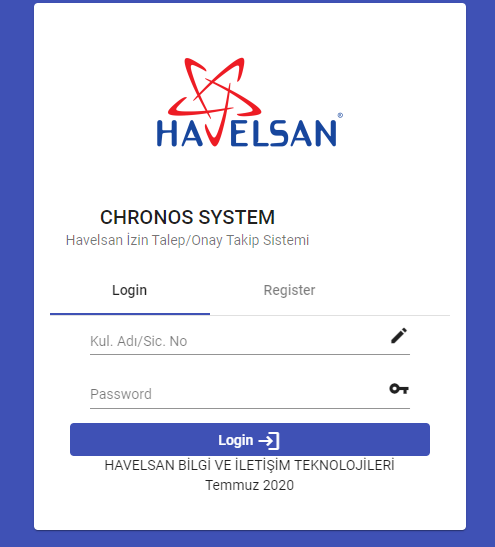 HAVELSAN®
CHRONOS SYSTEM
Havelsan İzin Talep/Onay Takip Sistemi
Login Register
Kul. Adı/Sic. No
Password
Login
HAVELSAN BİLGİ VE İLETİŞİM TEKNOLOJİLERİ
Temmuz 2020